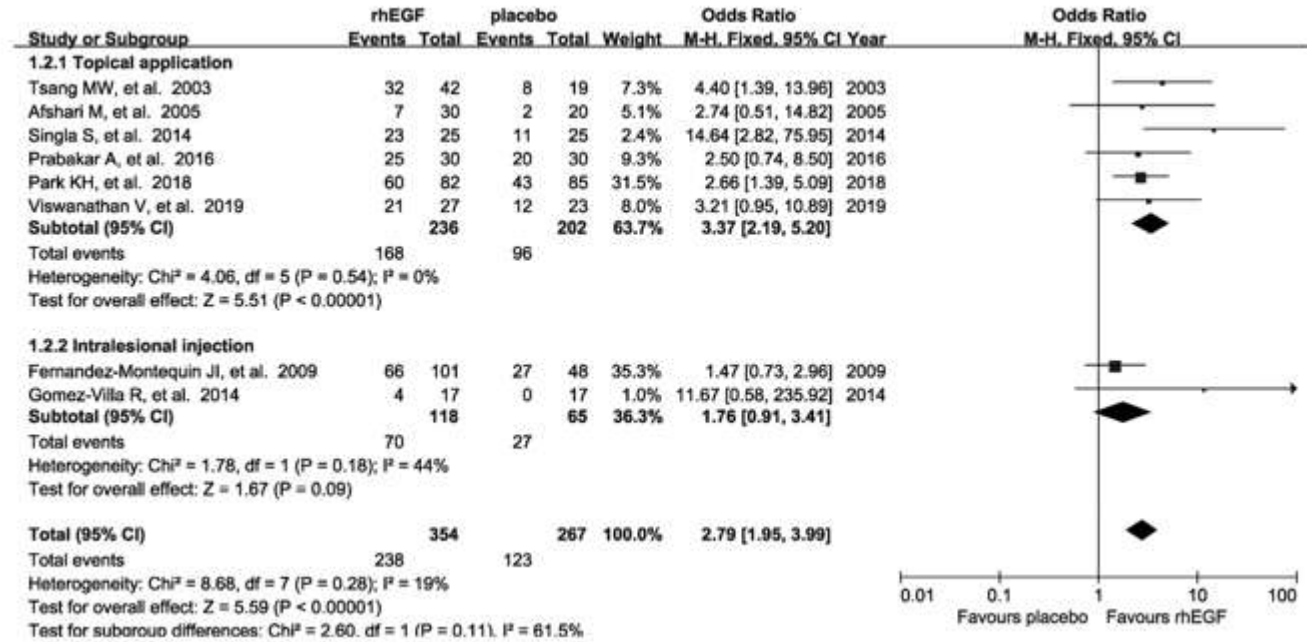 rhEGF placebo Odds Ratio Odds Ratio
Study or Subgroup Events Total Events Total Weight M-H, Fixed, 95% CI Year M-H, Fixed, 95% CI
1.2.1 Topical application
Tsang MW, et al. 2003 32 42 8 19 7.3% 4.40 [1.39, 13.96] 2003
Afshari M, et al. 2005 7 30 2 20 5.1% 2.74 [0.51, 14.82] 2005
Singla S, et al. 2014 23 25 11 25 2.4% 14.64 [2.82, 75.95] 2014
Prabakar A, et al. 2016 25 30 20 30 9.3% 2.50 [0.74, 8.50] 2016
Park KH, et al. 2018 60 82 43 85 31.5% 2.66 [1.39, 5.09] 2018
Viswanathan V, et al. 2019 21 27 12 23 8.0% 3.21 [0.95, 10.89] 2019
Subtotal (95% CI) 236 202 63.7% 3.37 [2.19, 5.20]
Total events 168 96
Heterogeneity: Chi² = 4.06, df = 5 (P = 0.54); I² = 0%
Test for overall effect: Z = 5.51 (P < 0.00001)
1.2.2 Intralesional injection
Fernandez-Montequin JI, et al. 2009 66 101 27 48 35.3% 1.47 [0.73, 2.96] 2009
Gomez-Villa R, et al. 2014 4 17 0 17 1.0% 11.67 [0.58, 235.92] 2014
Subtotal (95% CI) 118 65 36.3% 1.76 [0.91, 3.41]
Total events 70 27
Heterogeneity: Chi² = 1.78, df = 1 (P = 0.18); I² = 44%
Test for overall effect: Z = 1.67 (P = 0.09)
Total (95% CI) 354 267 100.0% 2.79 [1.95, 3.99]
Total events 238 123
Heterogeneity: Chi² = 8.68, df = 7 (P = 0.28); I² = 19%
Test for overall effect: Z = 5.59 (P < 0.00001)
Test for subgroup differences: Chi² = 2.60, df = 1 (P = 0.11), I² = 61.5%
0.01 0.1 1 10 100
Favours placebo Favours rhEGF